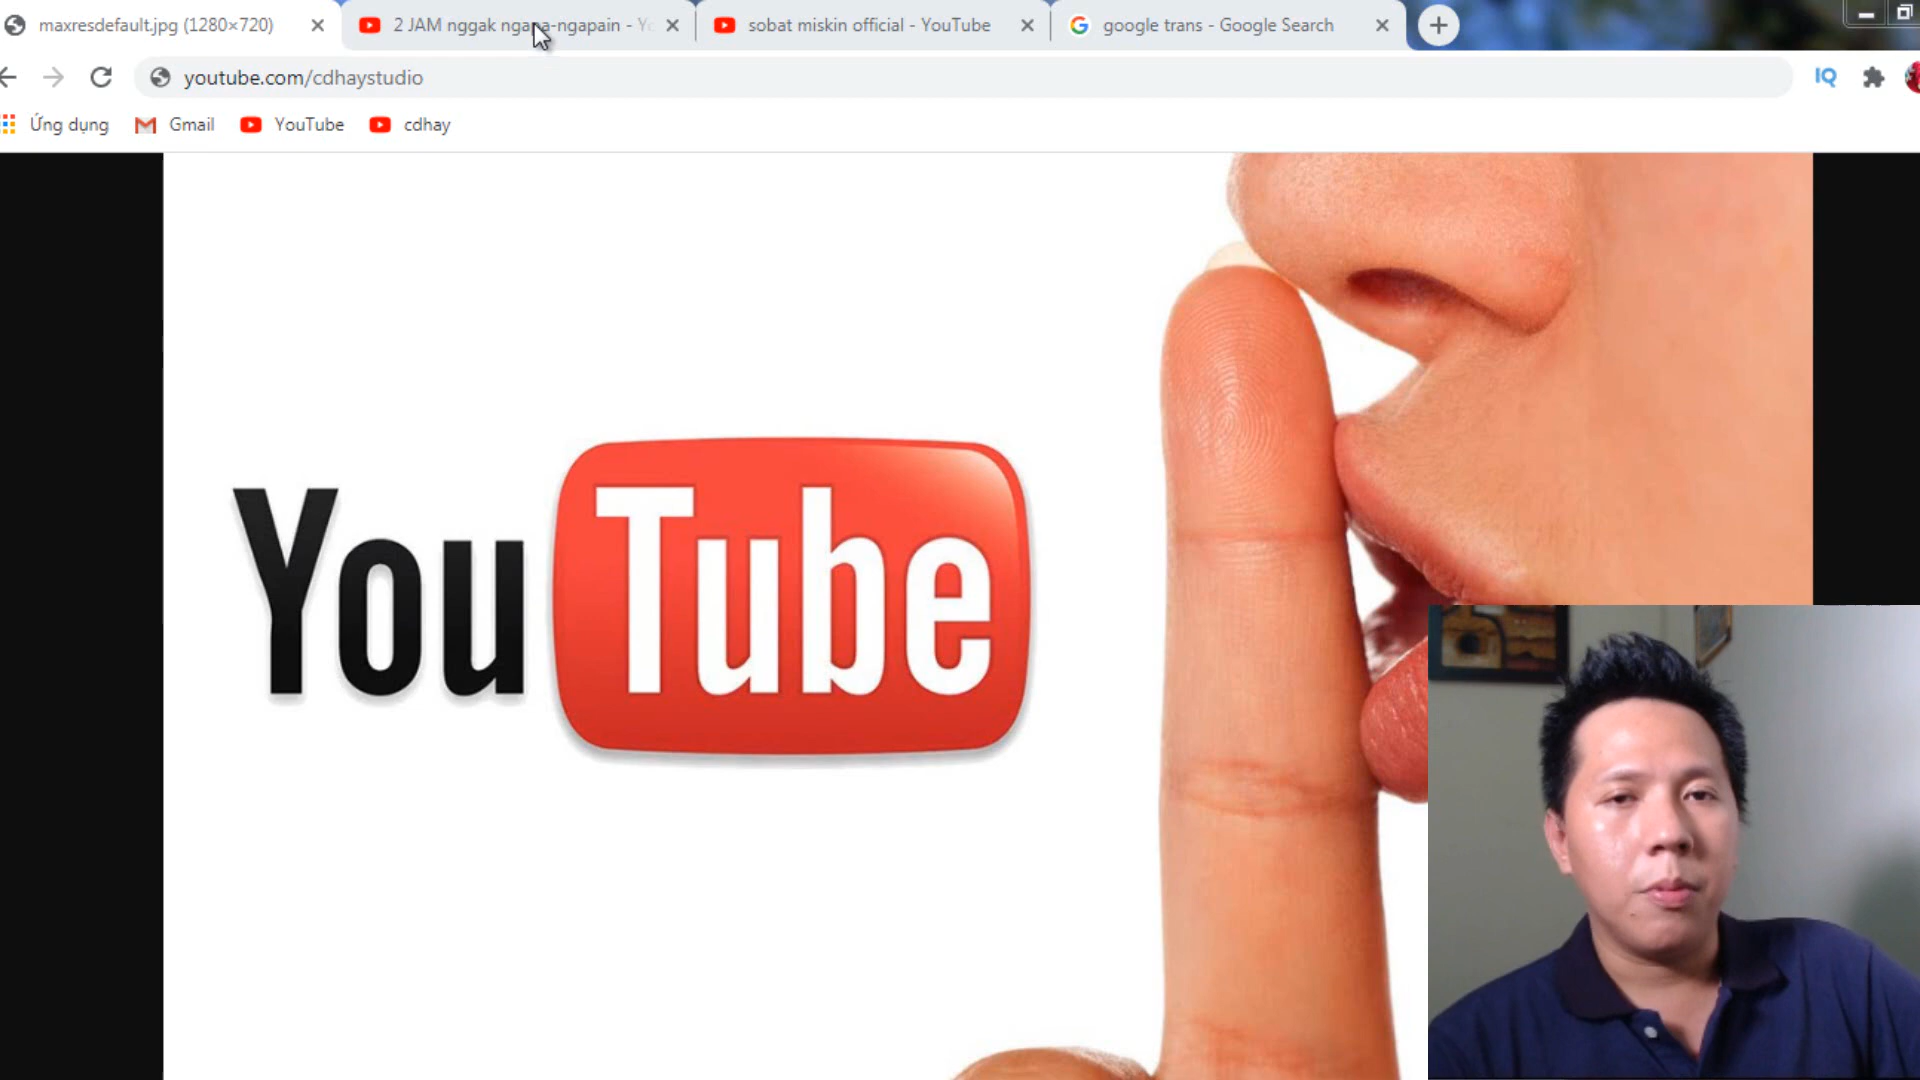 maxresdefault.jpg (1280×720)
2 JAM nggak ngapa-ngapain - Yo
sobat miskin official - YouTube
google trans - Google Search
youtube.com/cdhaystudio
IQ
Ứng dụng
Gmail
YouTube
cdhay
YouTube